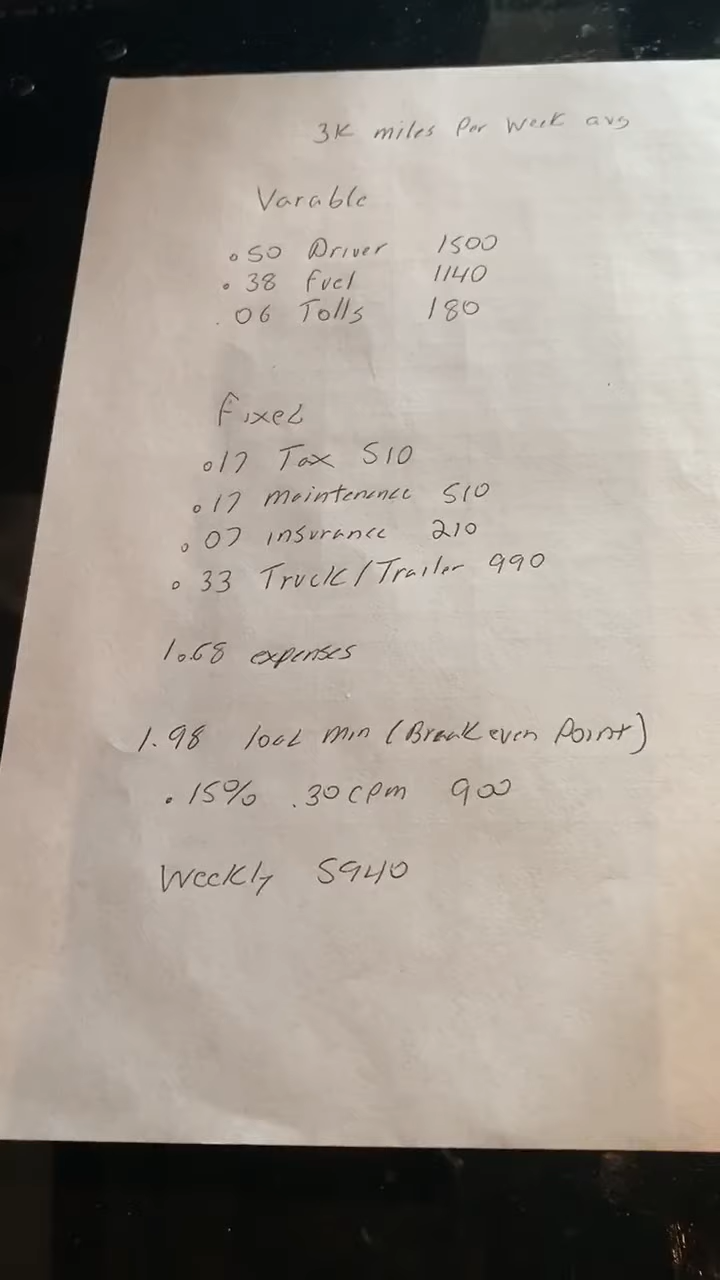 3K miles Per Week avg
Varable
.50 Driver 1500
.38 fuel 1140
.06 Tolls 180
Fixed
.17 Tax 510
.17 maintenence 510
.07 insurance 210
.33 Truck/Trailer 990
1.68 expenses
1.98 load min (Break even Point)
.15% .30cpm 900
Weekly 5940